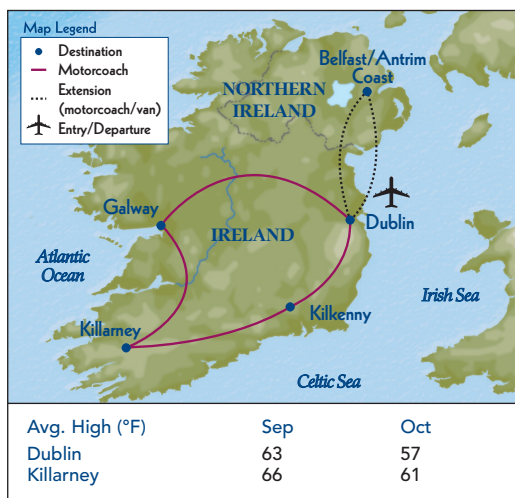 Map Legend
Destination
Motorcoach
Extension
(motorcoach/van)
Entry/Departure
Belfast/Antrim
Coast
NORTHERN
IRELAND
Galway
Dublin
IRELAND
Atlantic
Ocean
Irish Sea
Kilkenny
Killarney
Celtic Sea
Avg. High (°F) Sep Oct
Dublin 63 57
Killarney 66 61